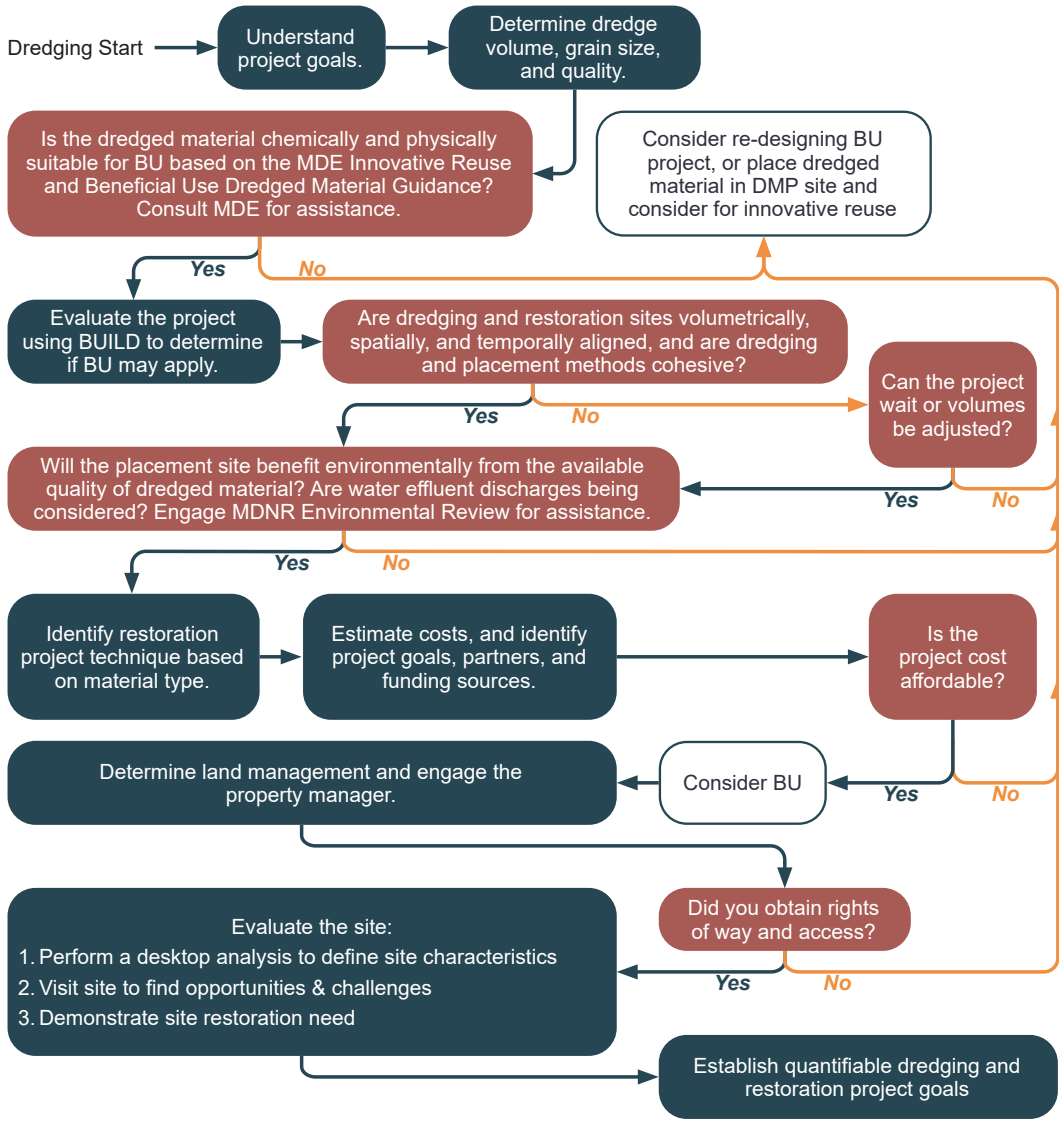 Dredging Start
Understand
project goals.
Determine dredge
volume, grain size,
and quality.
Is the dredged material chemically and physically
suitable for BU based on the MDE Innovative Reuse
and Beneficial Use Dredged Material Guidance?
Consult MDE for assistance.
Consider re-designing BU
project, or place dredged
material in DMP site and
consider for innovative reuse
Yes
No
Evaluate the project
using BUILD to determine
if BU may apply.
Are dredging and restoration sites volumetrically,
spatially, and temporally aligned, and are dredging
and placement methods cohesive?
Can the project
wait or volumes
be adjusted?
Yes
No
Yes
No
Will the placement site benefit environmentally from the available
quality of dredged material? Are water effluent discharges being
considered? Engage MDNR Environmental Review for assistance.
Yes
No
Identify restoration
project technique based
on material type.
Estimate costs, and identify
project goals, partners, and
funding sources.
Is the
project cost
affordable?
Yes
No
Consider BU
Determine land management and engage the
property manager.
Did you obtain rights
of way and access?
Yes
No
Evaluate the site:
1. Perform a desktop analysis to define site characteristics
2. Visit site to find opportunities & challenges
3. Demonstrate site restoration need
Establish quantifiable dredging and
restoration project goals